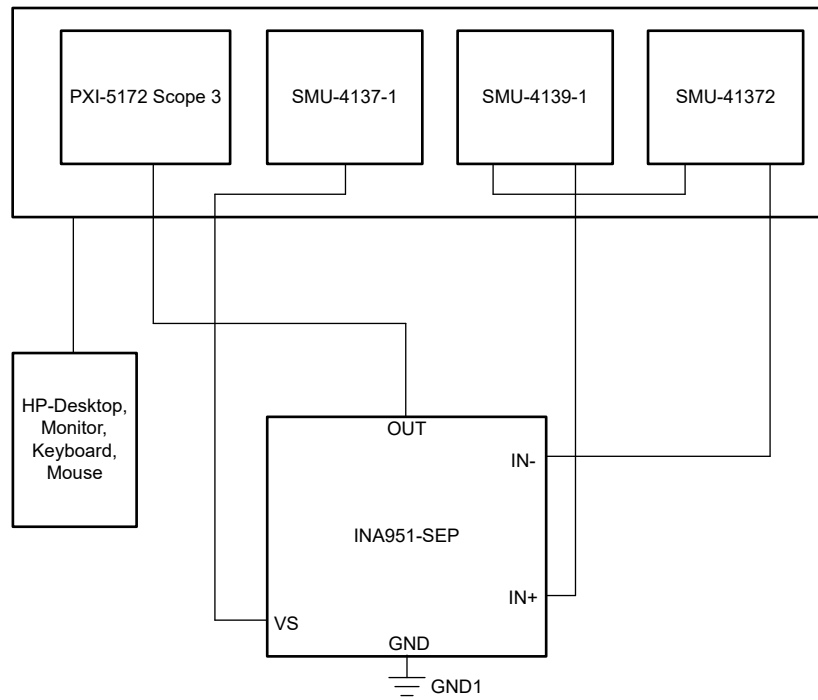 PXI-5172 Scope 3
SMU-4137-1
SMU-4139-1
SMU-41372
HP-Desktop,
Monitor,
Keyboard,
Mouse
OUT
IN-
INA951-SEP
IN+
VS
GND
GND1